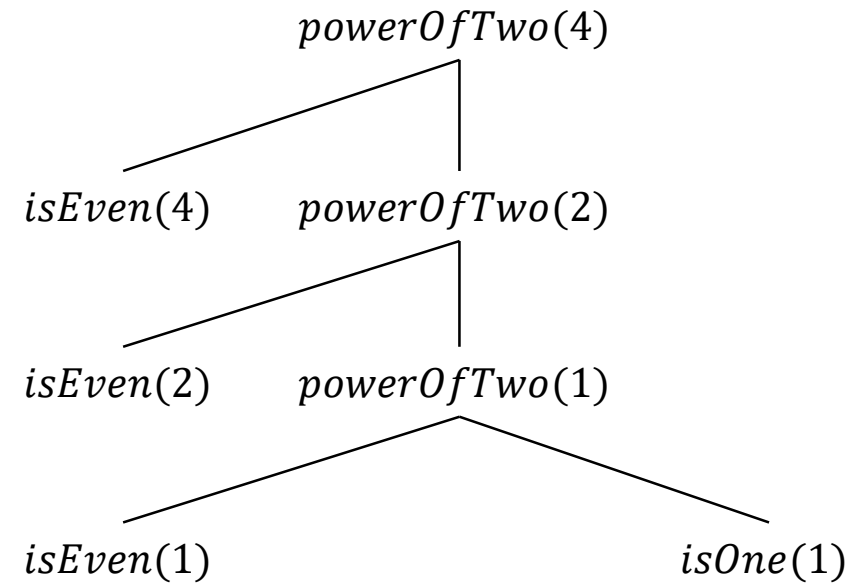 powerOfTwo(4)
isEven(4) powerOfTwo(2)
isEven(2) powerOfTwo(1)
isEven(1) isOne(1)